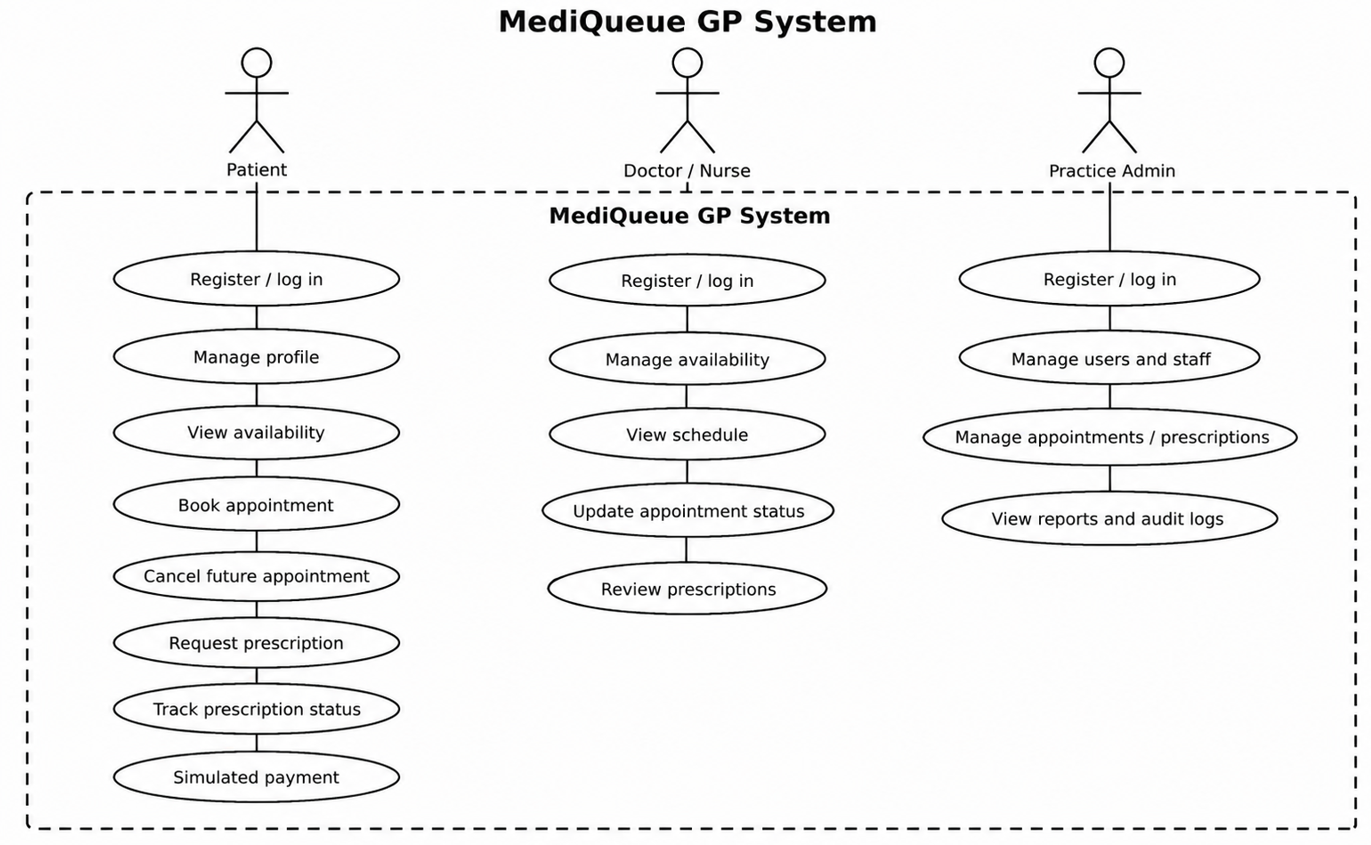 MediQueue GP System
Patient
Doctor / Nurse
Practice Admin
MediQueue GP System
Register / log in
Manage profile
View availability
Book appointment
Cancel future appointment
Request prescription
Track prescription status
Simulated payment
Register / log in
Manage availability
View schedule
Update appointment status
Review prescriptions
Register / log in
Manage users and staff
Manage appointments / prescriptions
View reports and audit logs